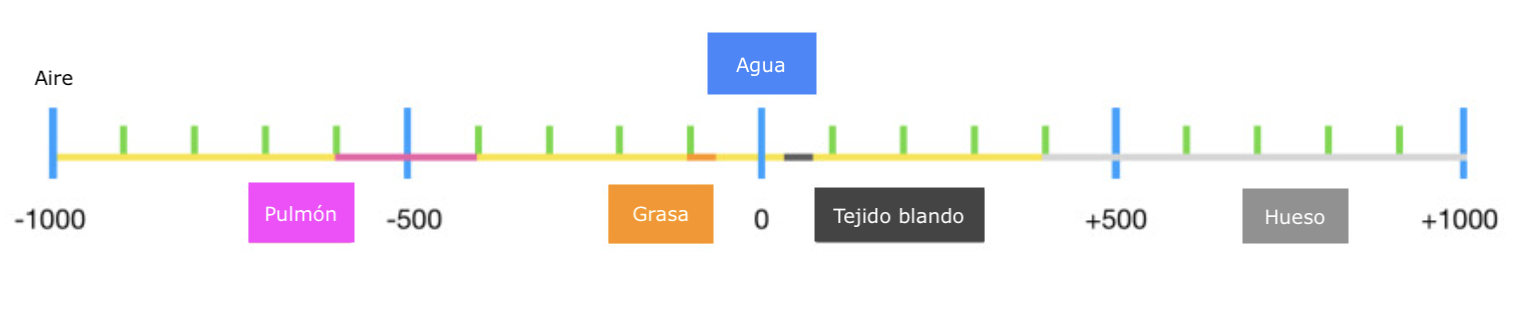 Agua
Aire
-1000
Pulmón
-500
Grasa
0
Tejido blando
+500
Hueso
+1000